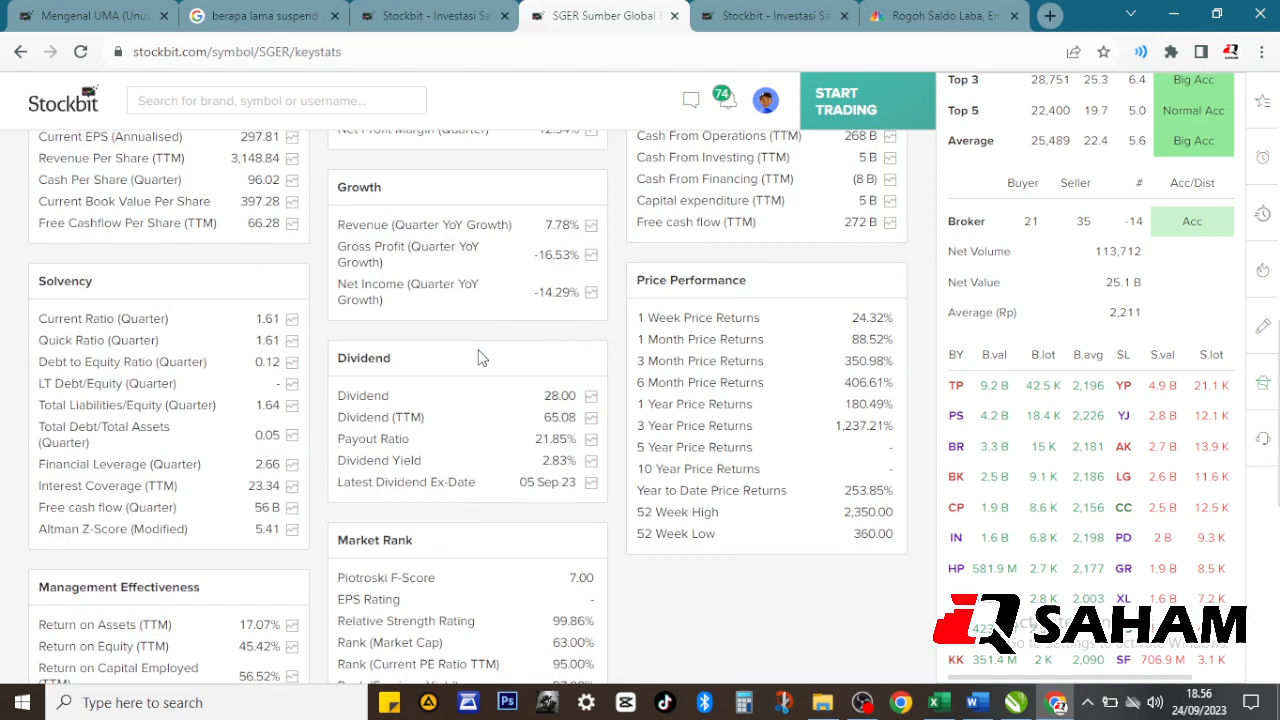 Mengenal UMA (Unus
berapa lama suspend
Stockbit - Investasi Sa
SGER Sumber Global E
Stockbit - Investasi Sa
Rogoh Saldo Laba, Em
stockbit.com/symbol/SGER/keystats
Stockbit
Search for brand, symbol or username...
74
START
TRADING
Current EPS (Annualised) 297.81
Revenue Per Share (TTM) 3,148.84
Cash Per Share (Quarter) 96.02
Current Book Value Per Share 397.28
Free Cashflow Per Share (TTM) 66.28
Solvency
Current Ratio (Quarter) 1.61
Quick Ratio (Quarter) 1.61
Debt to Equity Ratio (Quarter) 0.12
LT Debt/Equity (Quarter) -
Total Liabilities/Equity (Quarter) 1.64
Total Debt/Total Assets
(Quarter) 0.05
Financial Leverage (Quarter) 2.66
Interest Coverage (TTM) 23.34
Free cash flow (Quarter) 56 B
Altman Z-Score (Modified) 5.41
Management Effectiveness
Return on Assets (TTM) 17.07%
Return on Equity (TTM) 45.42%
Return on Capital Employed
(TTM) 56.52%
Net Profit Margin (Quarter)
Growth
Revenue (Quarter YoY Growth) 7.78%
Gross Profit (Quarter YoY
Growth) -16.53%
Net Income (Quarter YoY
Growth) -14.29%
Dividend
Dividend 28.00
Dividend (TTM) 65.08
Payout Ratio 21.85%
Dividend Yield 2.83%
Latest Dividend Ex-Date 05 Sep 23
Market Rank
Piotroski F-Score 7.00
EPS Rating -
Relative Strength Rating 99.86%
Rank (Market Cap) 63.00%
Rank (Current PE Ratio TTM) 95.00%
Cash From Operations (TTM) 268 B
Cash From Investing (TTM) 5 B
Cash From Financing (TTM) (8 B)
Capital expenditure (TTM) 5 B
Free cash flow (TTM) 272 B
Price Performance
1 Week Price Returns 24.32%
1 Month Price Returns 88.52%
3 Month Price Returns 350.98%
6 Month Price Returns 406.61%
1 Year Price Returns 180.49%
3 Year Price Returns 1,237.21%
5 Year Price Returns -
10 Year Price Returns -
Year to Date Price Returns 253.85%
52 Week High 2,350.00
52 Week Low 360.00
Top 3 28,751 25.3 6.4 Big Acc
Top 5 22,400 19.7 5.0 Normal Acc
Average 25,489 22.4 5.6 Big Acc
Buyer Seller # Acc/Dist
Broker 21 35 -14 Acc
Net Volume 113,712
Net Value 25.1 B
Average (Rp) 2,211
BY B.val B.lot B.avg SL S.val S.lot
TP 9.2 B 42.5 K 2,196 YP 4.9 B 21.1 K
PS 4.2 B 18.4 K 2,226 YJ 2.8 B 12.1 K
BR 3.3 B 15 K 2,181 AK 2.7 B 13.9 K
BK 2.5 B 9.1 K 2,186 LG 2.6 B 11.6 K
CP 1.9 B 8.6 K 2,156 CC 2.5 B 12.5 K
IN 1.6 B 6.8 K 2,198 PD 2 B 9.3 K
HP 581.9 M 2.7 K 2,177 GR 1.9 B 8.5 K
2.8 K 2,003 XL 1.6 B 7.2 K
KK 351.4 M 2 K 2,090 SF 706.9 M 3.1 K
SAHAM
Go to Settings to activate Windows.
Type here to search
18.56
24/09/2023